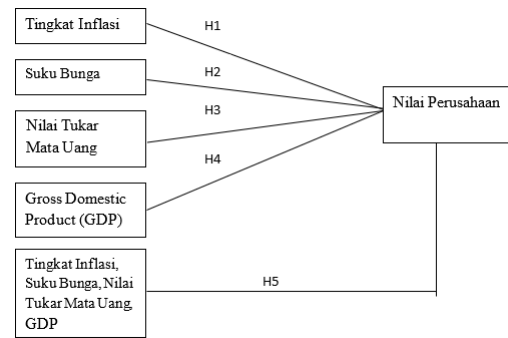 Tingkat Inflasi
H1
Suku Bunga
H2
Nilai Tukar
Mata Uang
H3
Nilai Perusahaan
H4
Gross Domestic
Product (GDP)
Tingkat Inflasi,
Suku Bunga, Nilai
Tukar Mata Uang,
GDP
H5